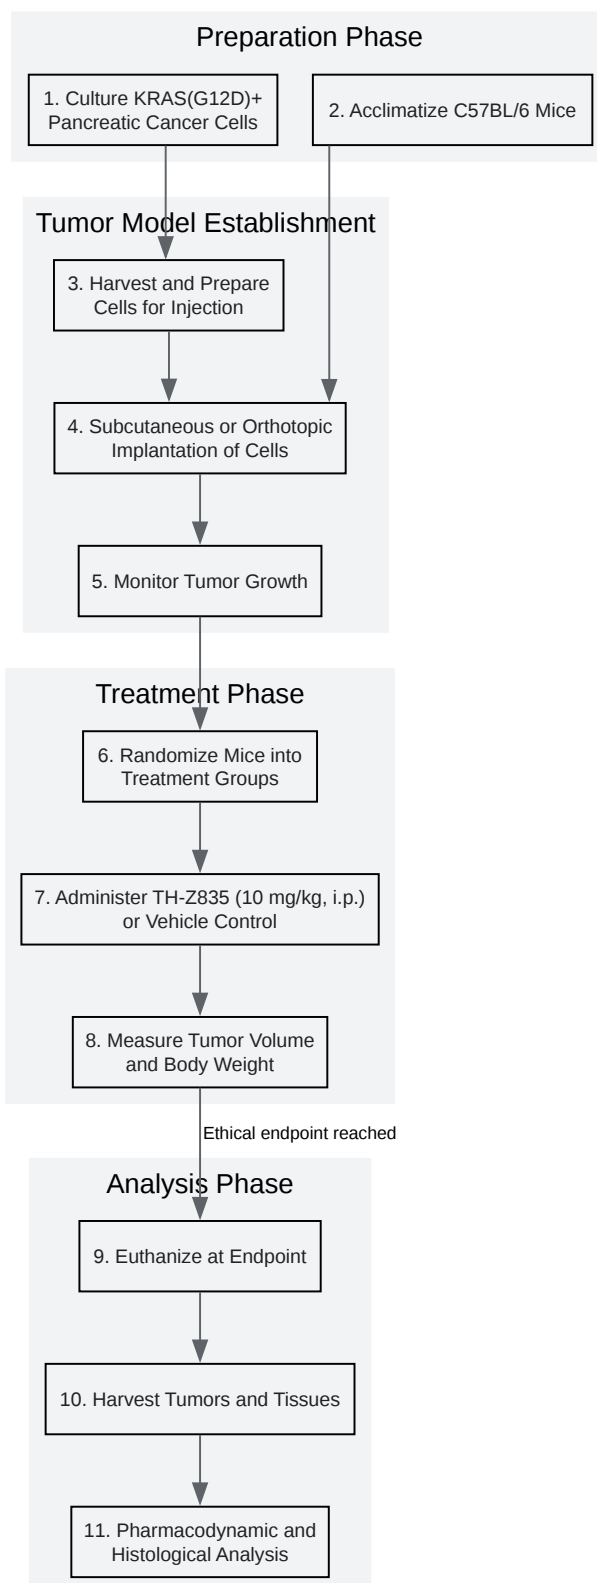 Preparation Phase
1. Culture KRAS(G12D)+
Pancreatic Cancer Cells
2. Acclimatize C57BL/6 Mice
Tumor Model Establishment
3. Harvest and Prepare
Cells for Injection
4. Subcutaneous or Orthotopic
Implantation of Cells
5. Monitor Tumor Growth
Treatment Phase
6. Randomize Mice into
Treatment Groups
7. Administer TH-Z835 (10 mg/kg, i.p.)
or Vehicle Control
8. Measure Tumor Volume
and Body Weight
Ethical endpoint reached
Analysis Phase
9. Euthanize at Endpoint
10. Harvest Tumors and Tissues
11. Pharmacodynamic and
Histological Analysis